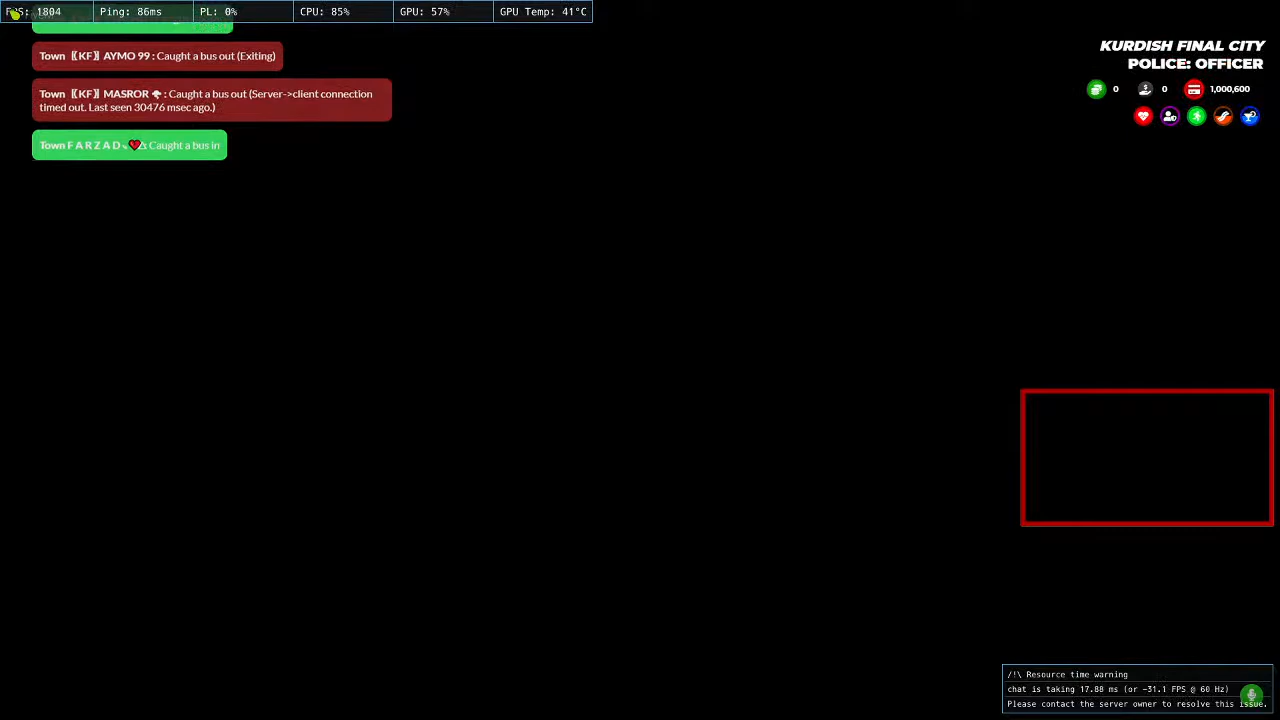 FPS: 1804 Ping: 86ms PL: 0% CPU: 85% GPU: 57% GPU Temp: 41°C
Town 〖KF〗 AYMO 99 : Caught a bus out (Exiting)
Town 〖KF〗 MASROR : Caught a bus out (Server->client connection
timed out. Last seen 30476 msec ago.)
Town F A R Z A D Caught a bus in
KURDISH FINAL CITY
POLICE: OFFICER
0 0 1,000,600
/!\ Resource time warning
chat is taking 17.88 ms (or -31.1 FPS @ 60 Hz)
Please contact the server owner to resolve this issue.